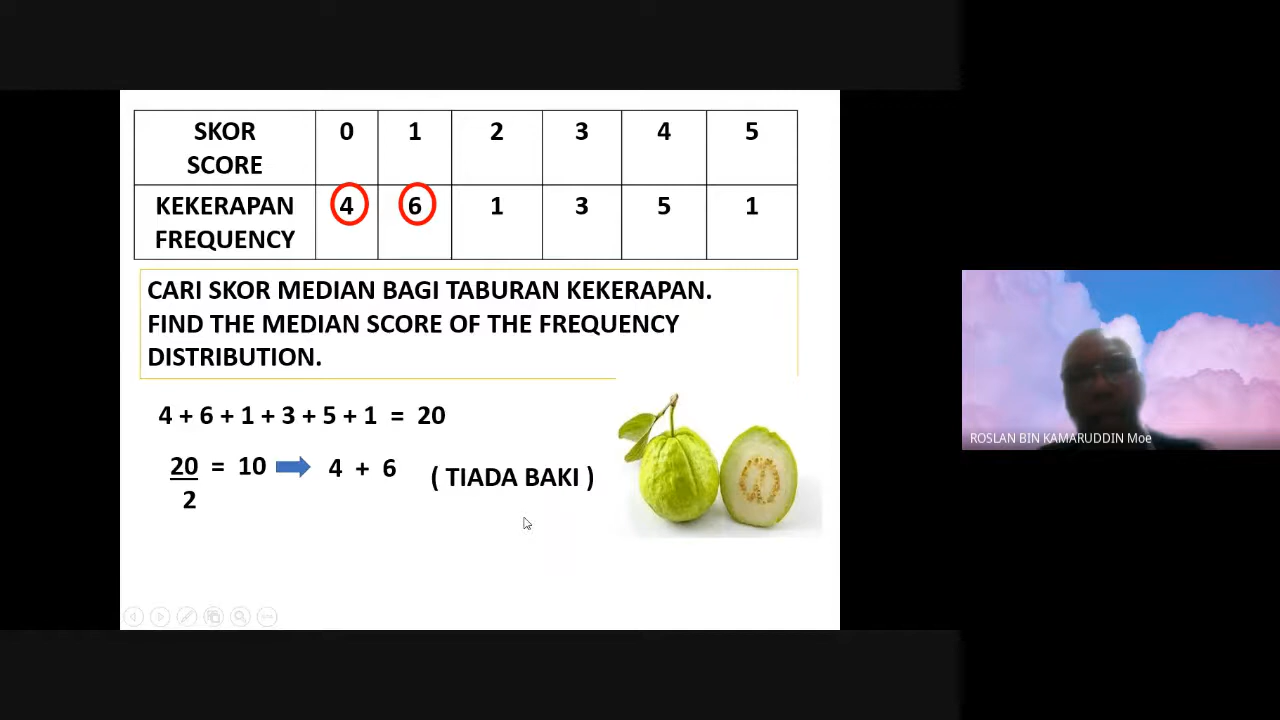 SKOR
SCORE
0 1 2 3 4 5
KEKERAPAN
FREQUENCY
4 6 1 3 5 1
CARI SKOR MEDIAN BAGI TABURAN KEKERAPAN.
FIND THE MEDIAN SCORE OF THE FREQUENCY
DISTRIBUTION.
4 + 6 + 1 + 3 + 5 + 1 = 20
20
2
= 10
4 + 6
( TIADA BAKI )
ROSLAN BIN KAMARUDDIN Moe